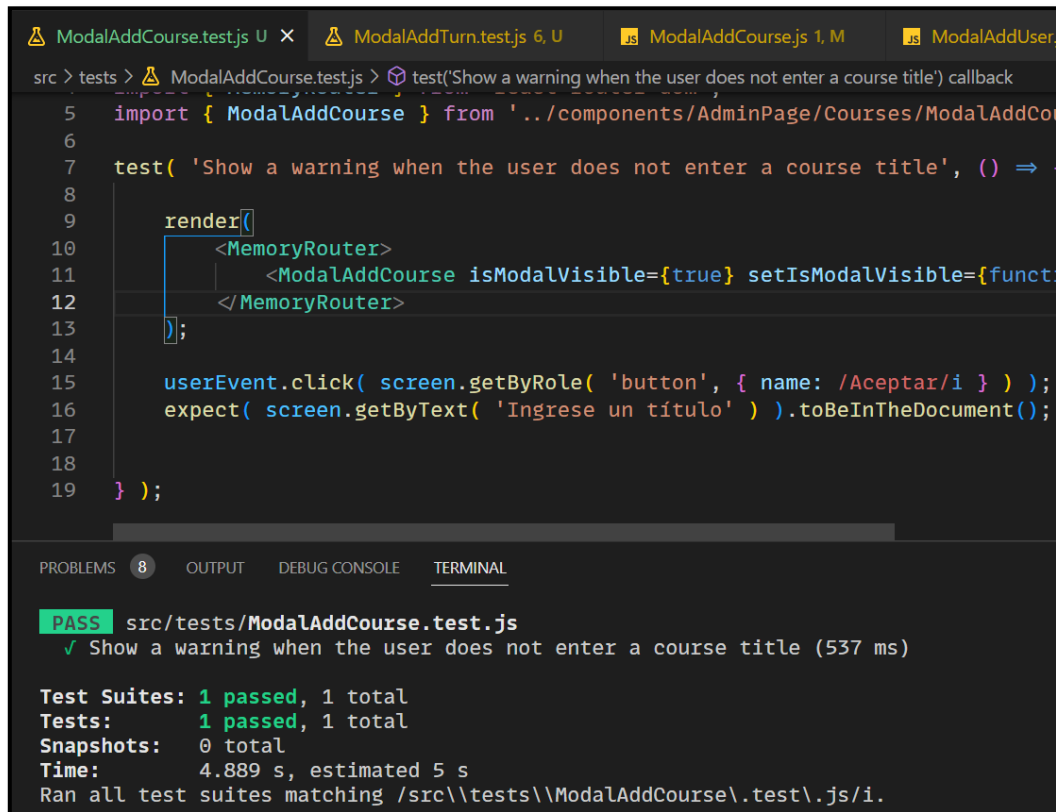 ModalAddCourse.test.js U × ModalAddTurn.test.js 6, U JS ModalAddCourse.js 1, M JS ModalAddUser.
src > tests > ModalAddCourse.test.js > test('Show a warning when the user does not enter a course title') callback
5 import { ModalAddCourse } from '../components/AdminPage/Courses/ModalAddCou
6
7 test( 'Show a warning when the user does not enter a course title', () ⇒ {
8
9 render(
10 <MemoryRouter>
11 <ModalAddCourse isModalVisible={true} setIsModalVisible={functi
12 </MemoryRouter>
13 );
14
15 userEvent.click( screen.getByRole( 'button', { name: /Aceptar/i } ) );
16 expect( screen.getByText( 'Ingrese un título' ) ).toBeInTheDocument();
17
18
19 } );
PROBLEMS 8 OUTPUT DEBUG CONSOLE TERMINAL
PASS src/tests/ModalAddCourse.test.js
√ Show a warning when the user does not enter a course title (537 ms)
Test Suites: 1 passed, 1 total
Tests: 1 passed, 1 total
Snapshots: 0 total
Time: 4.889 s, estimated 5 s
Ran all test suites matching /src\\tests\\ModalAddCourse\.test\.js/i.